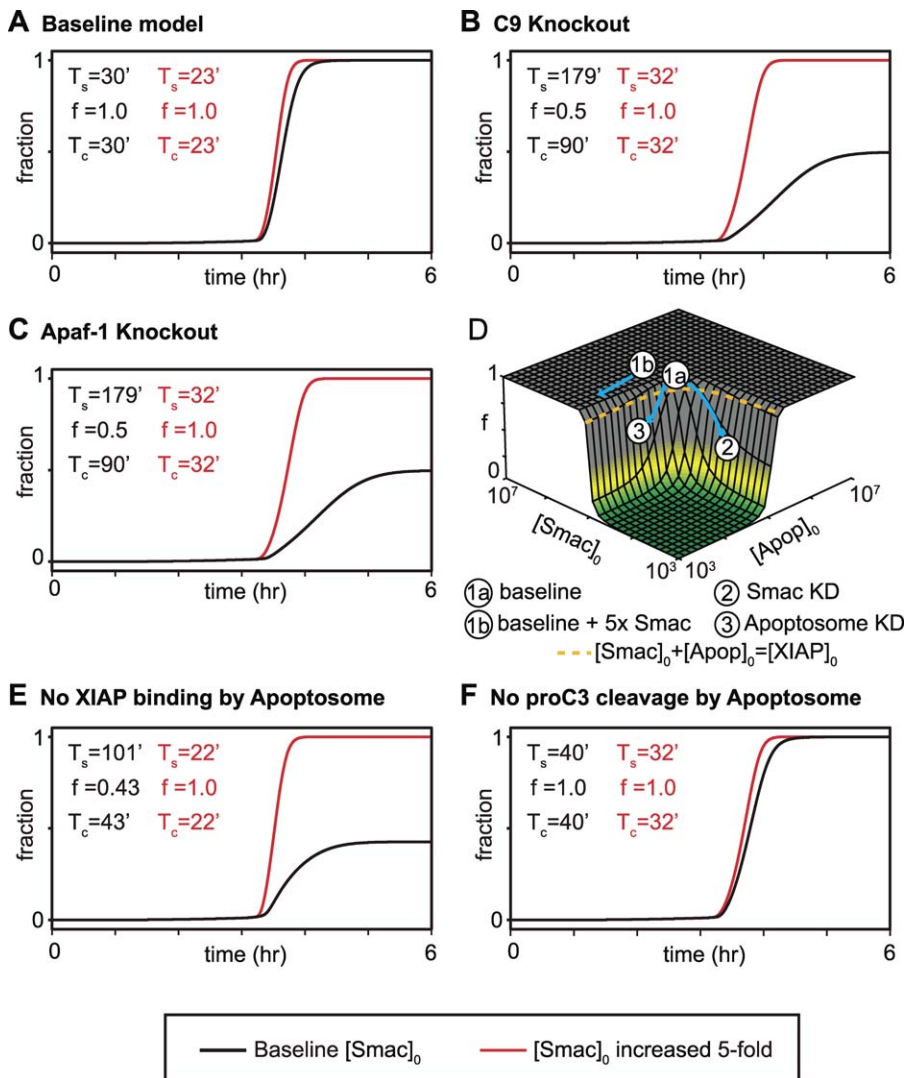 A Baseline model
1
T_s=30' T_s=23'
f =1.0 f =1.0
T_c=30' T_c=23'
fraction
0
0 time (hr) 6
B C9 Knockout
1
T_s=179' T_s=32'
f =0.5 f =1.0
T_c=90' T_c=32'
fraction
0
0 time (hr) 6
C Apaf-1 Knockout
1
T_s=179' T_s=32'
f =0.5 f =1.0
T_c=90' T_c=32'
fraction
0
0 time (hr) 6
D
1b 1a
1
f
3 2
0
10^7 10^7
[Smac]_0 [Apop]_0
10^3 10^3
1a baseline 2 Smac KD
1b baseline + 5x Smac 3 Apoptosome KD
[Smac]_0+[Apop]_0=[XIAP]_0
E No XIAP binding by Apoptosome
1
T_s=101' T_s=22'
f =0.43 f =1.0
T_c=43' T_c=22'
fraction
0
0 time (hr) 6
F No proC3 cleavage by Apoptosome
1
T_s=40' T_s=32'
f =1.0 f =1.0
T_c=40' T_c=32'
fraction
0
0 time (hr) 6
Baseline [Smac]_0 [Smac]_0 increased 5-fold